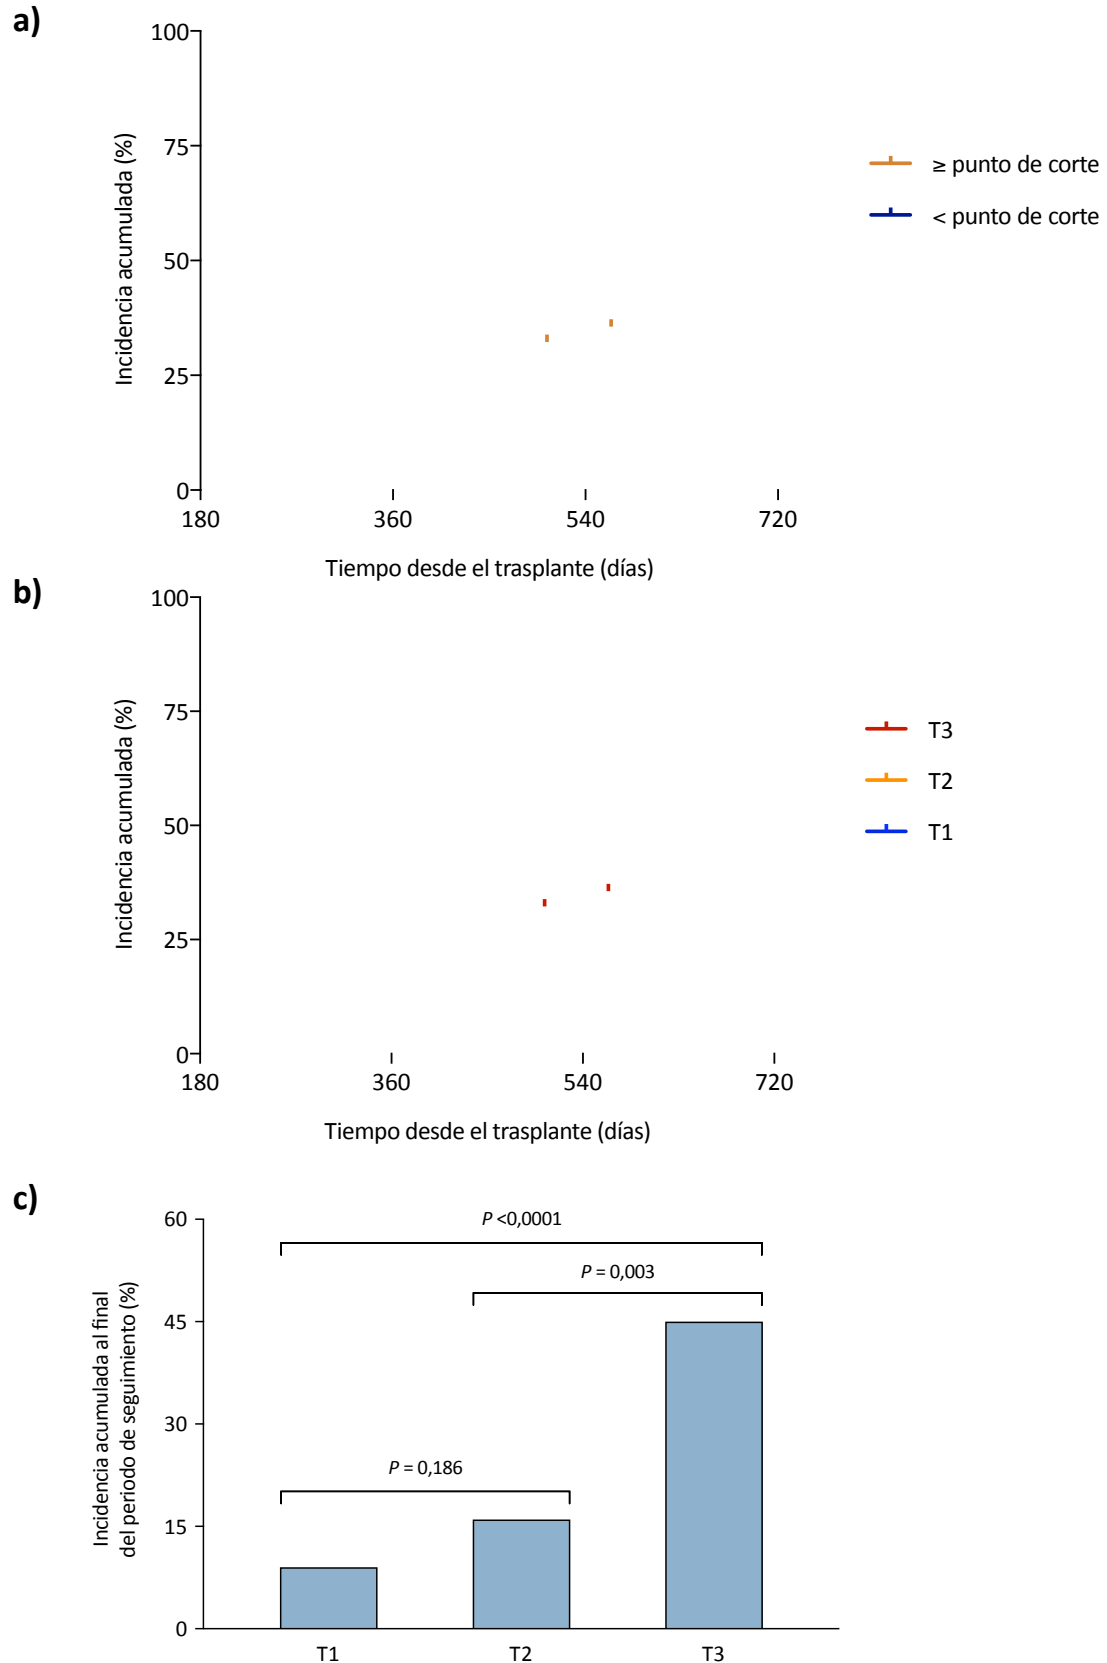 a)
100
75
50
25
0
Incidencia acumulada (%)
≥ punto de corte
< punto de corte
180 360 540 720
Tiempo desde el trasplante (días)
b)
100
75
50
25
0
Incidencia acumulada (%)
T3
T2
T1
180 360 540 720
Tiempo desde el trasplante (días)
c)
60
45
30
15
0
Incidencia acumulada al final
del periodo de seguimiento (%)
P <0,0001
P = 0,003
P = 0,186
T1 T2 T3